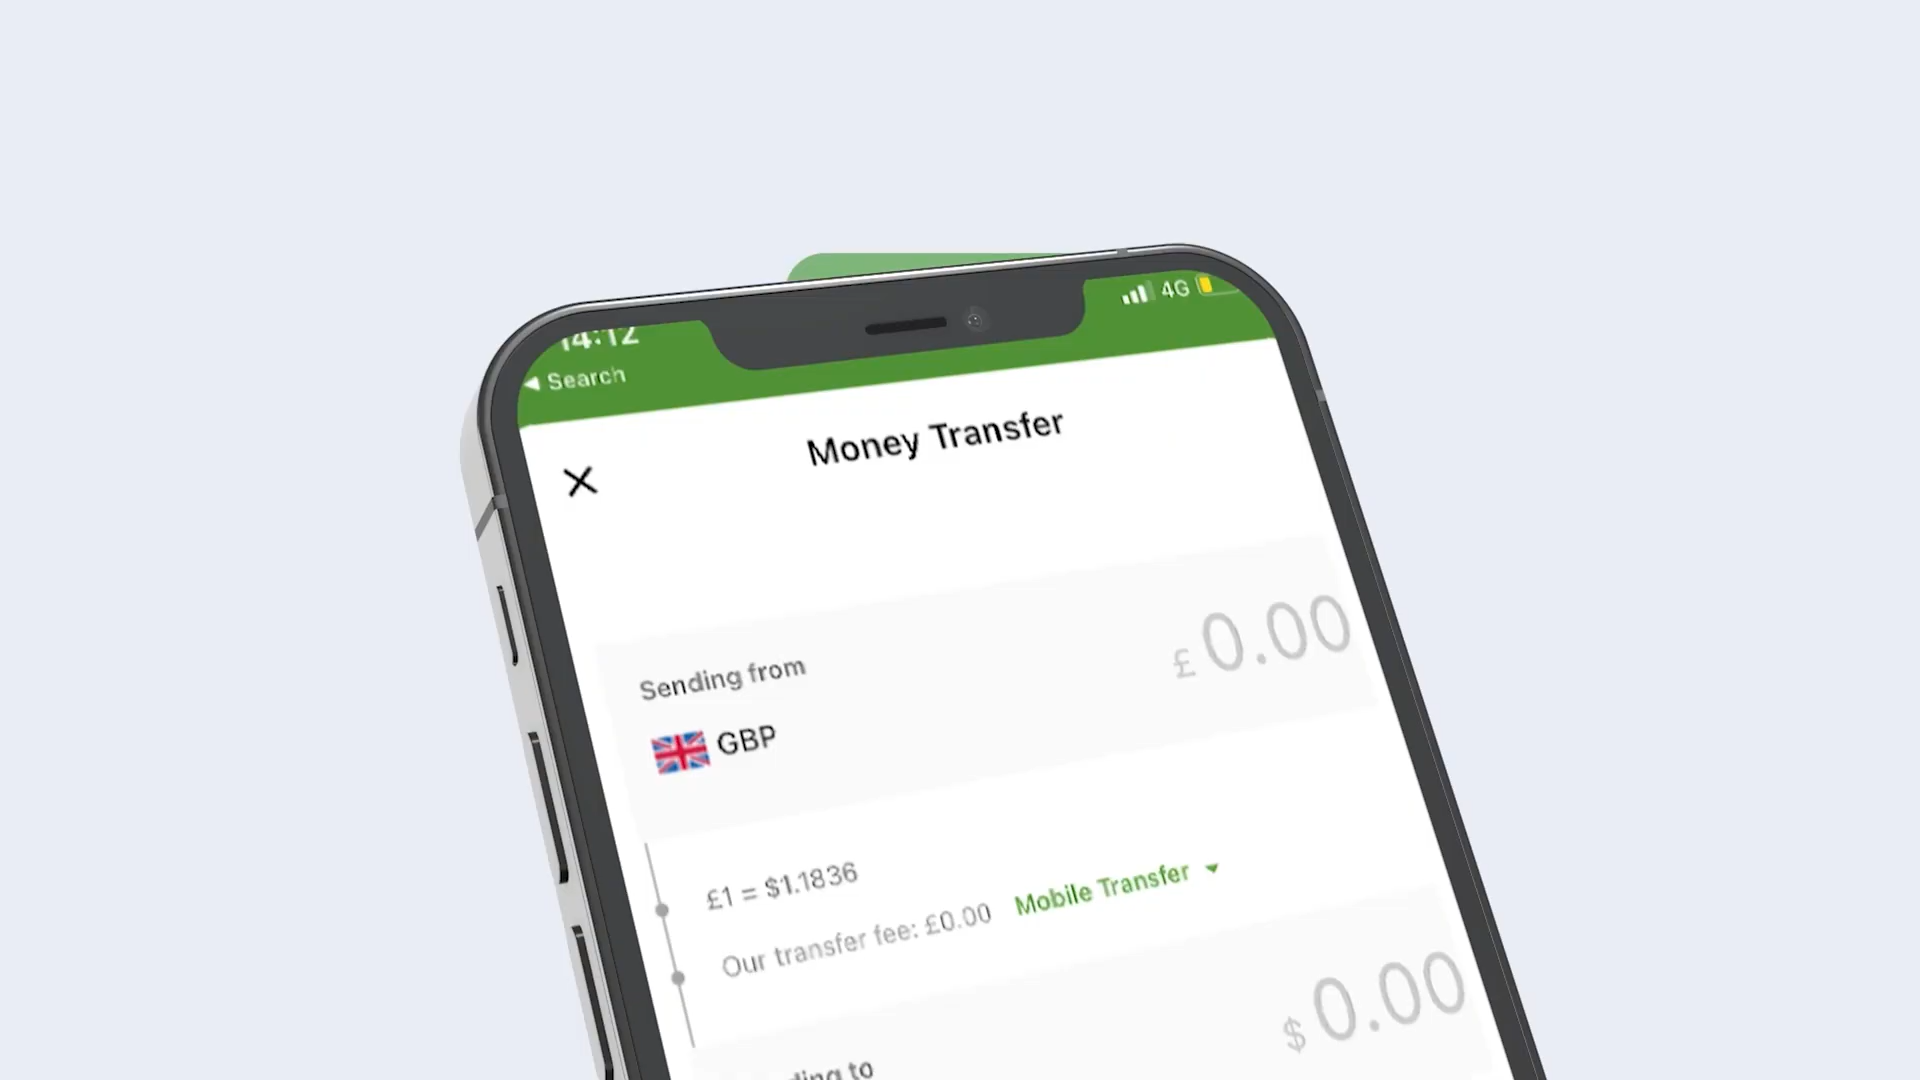 14:12
4G
Search
Money Transfer
£0.00
Sending from
GBP
£1 = $1.1836
Our transfer fee: £0.00 Mobile Transfer
$0.00
to